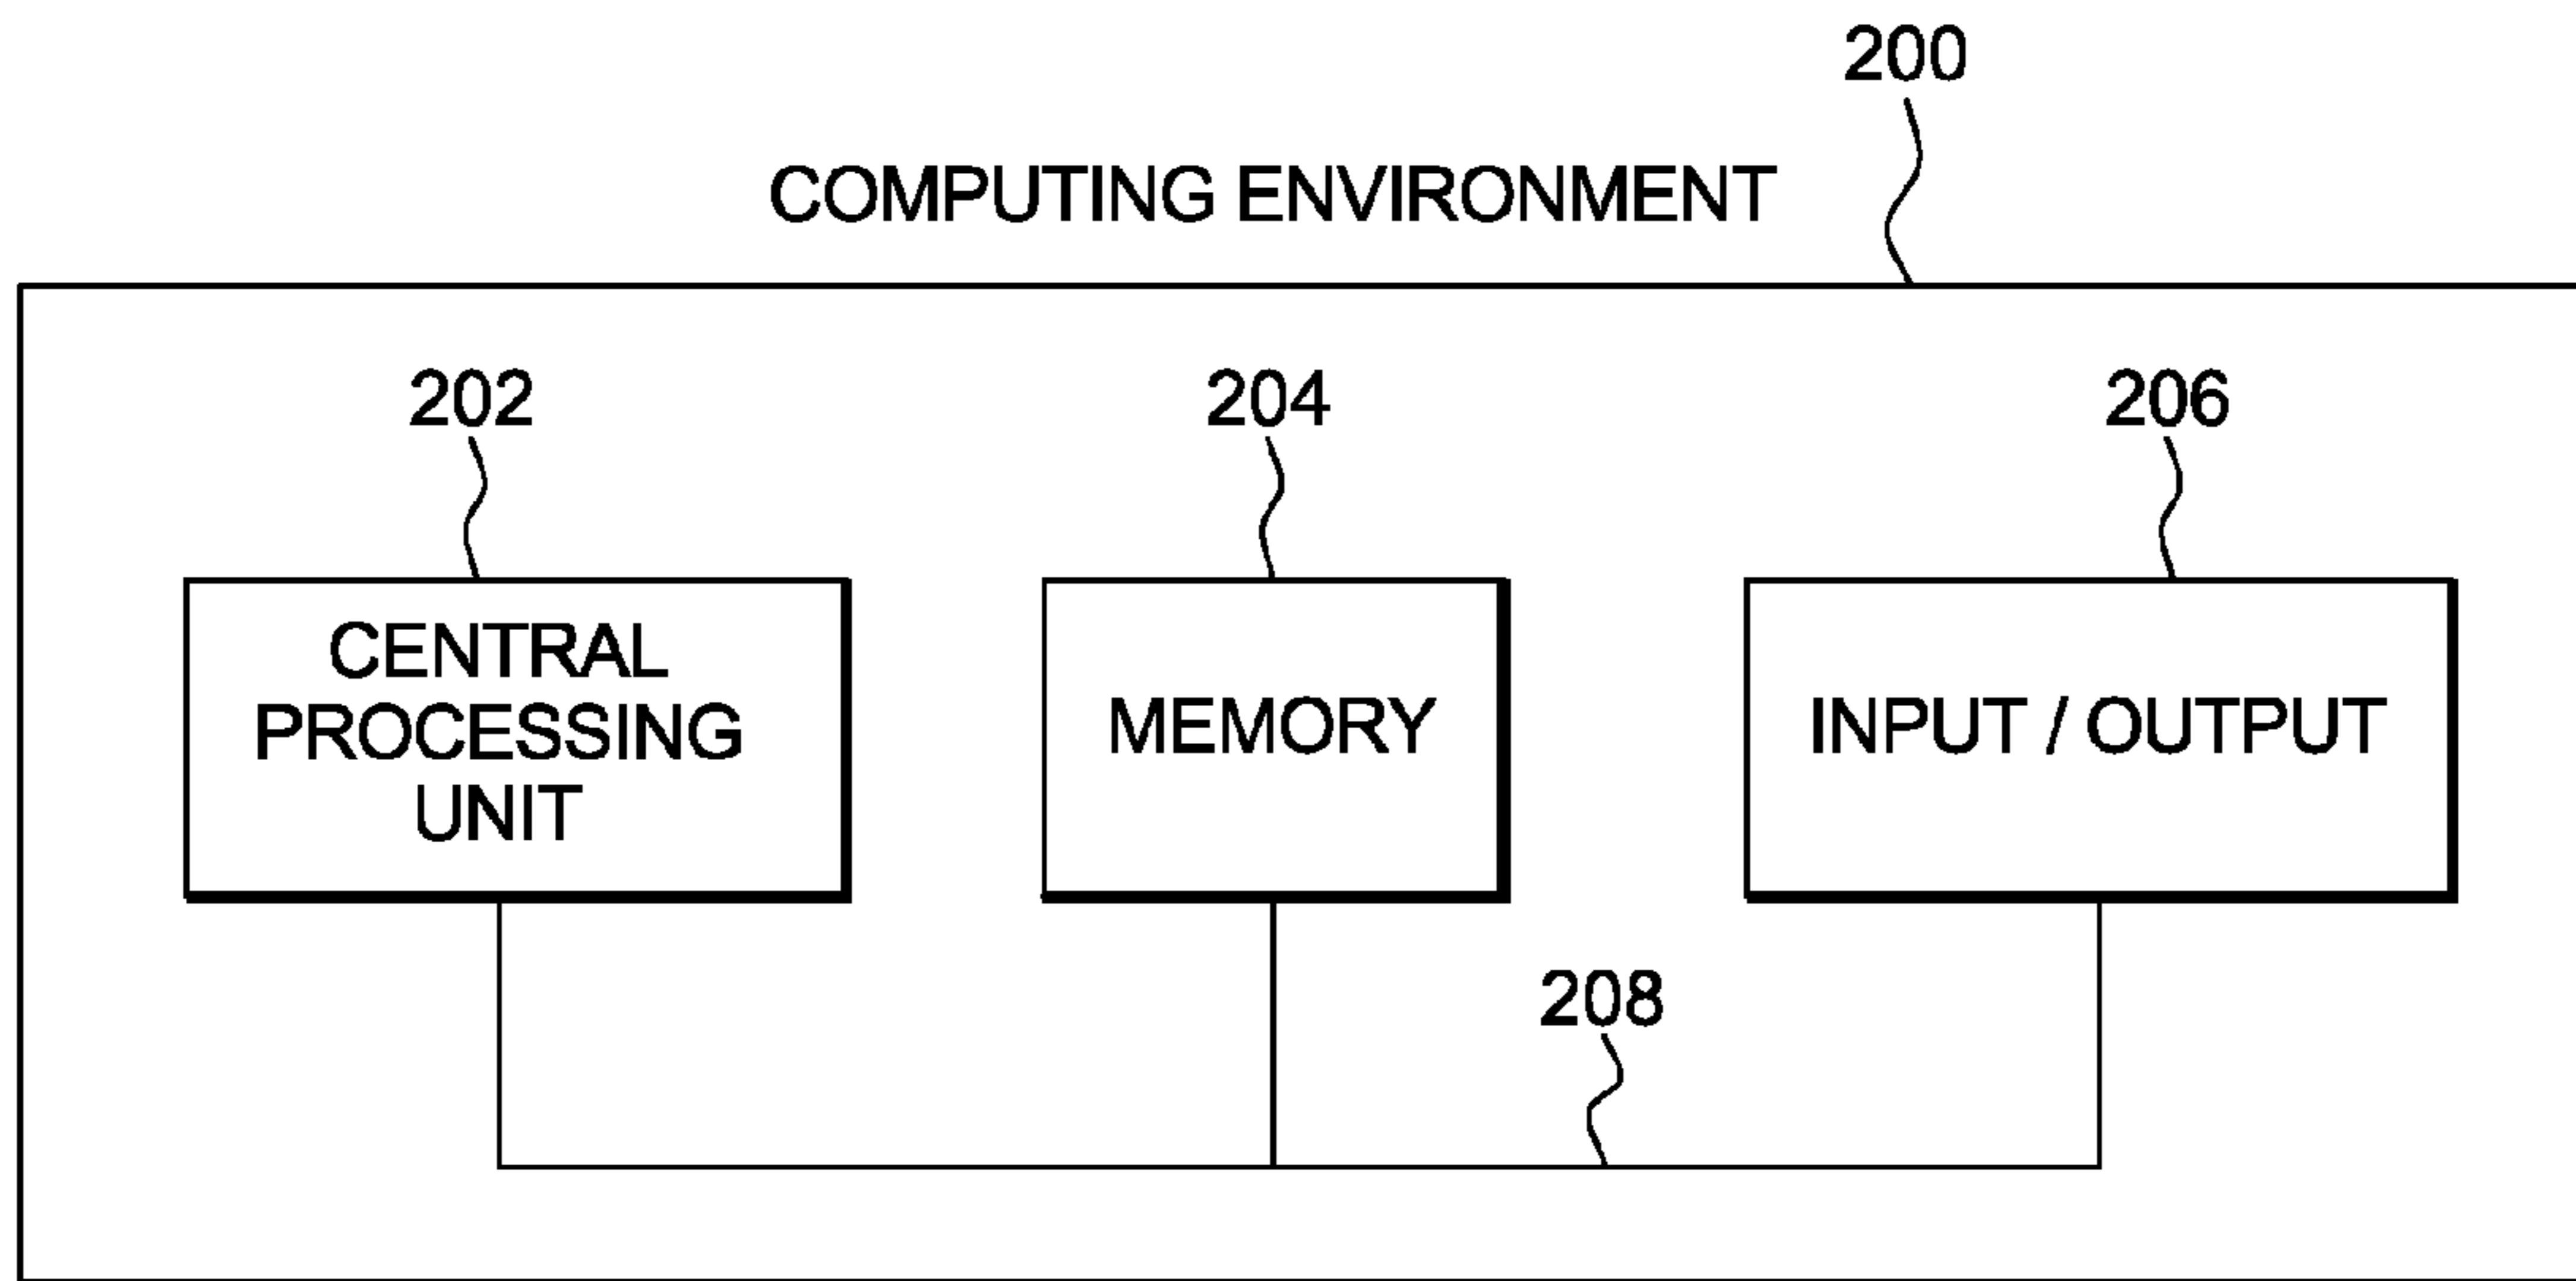 200
COMPUTING ENVIRONMENT
202
204
206
CENTRAL
PROCESSING
UNIT
MEMORY
INPUT / OUTPUT
208